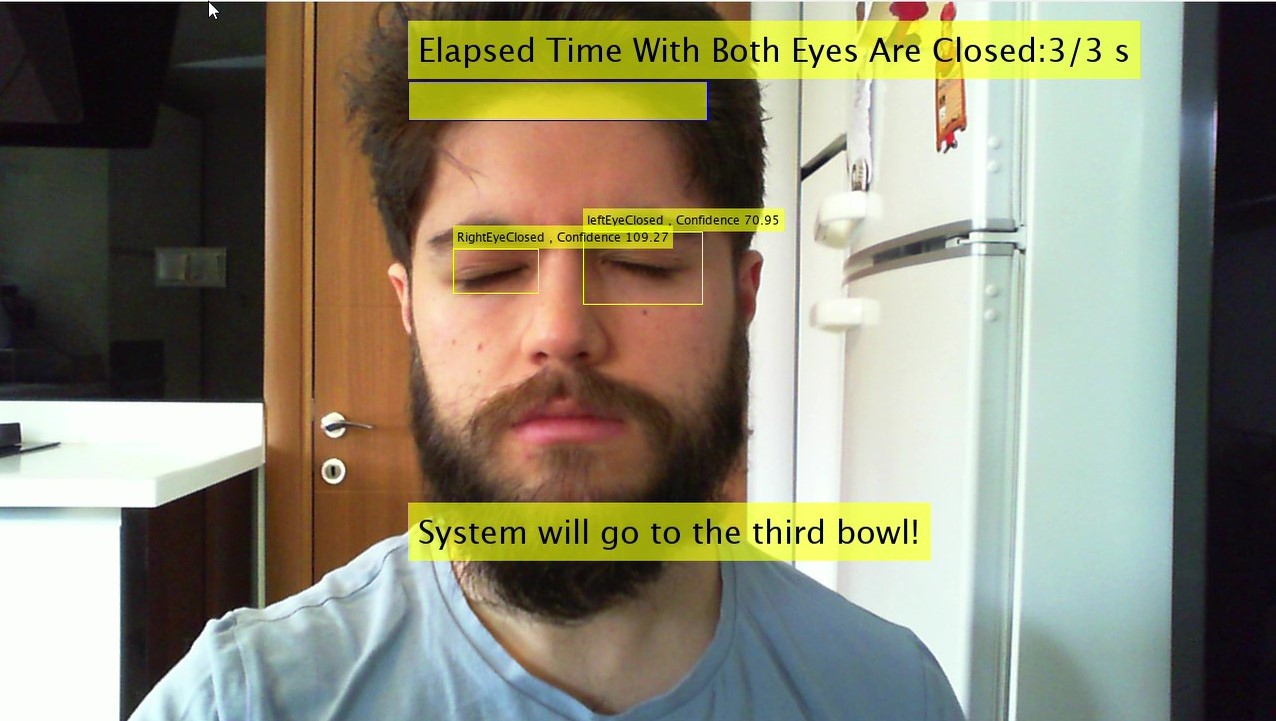 Elapsed Time With Both Eyes Are Closed:3/3 s
leftEyeClosed , Confidence 70.95
RightEyeClosed , Confidence 109.27
System will go to the third bowl!